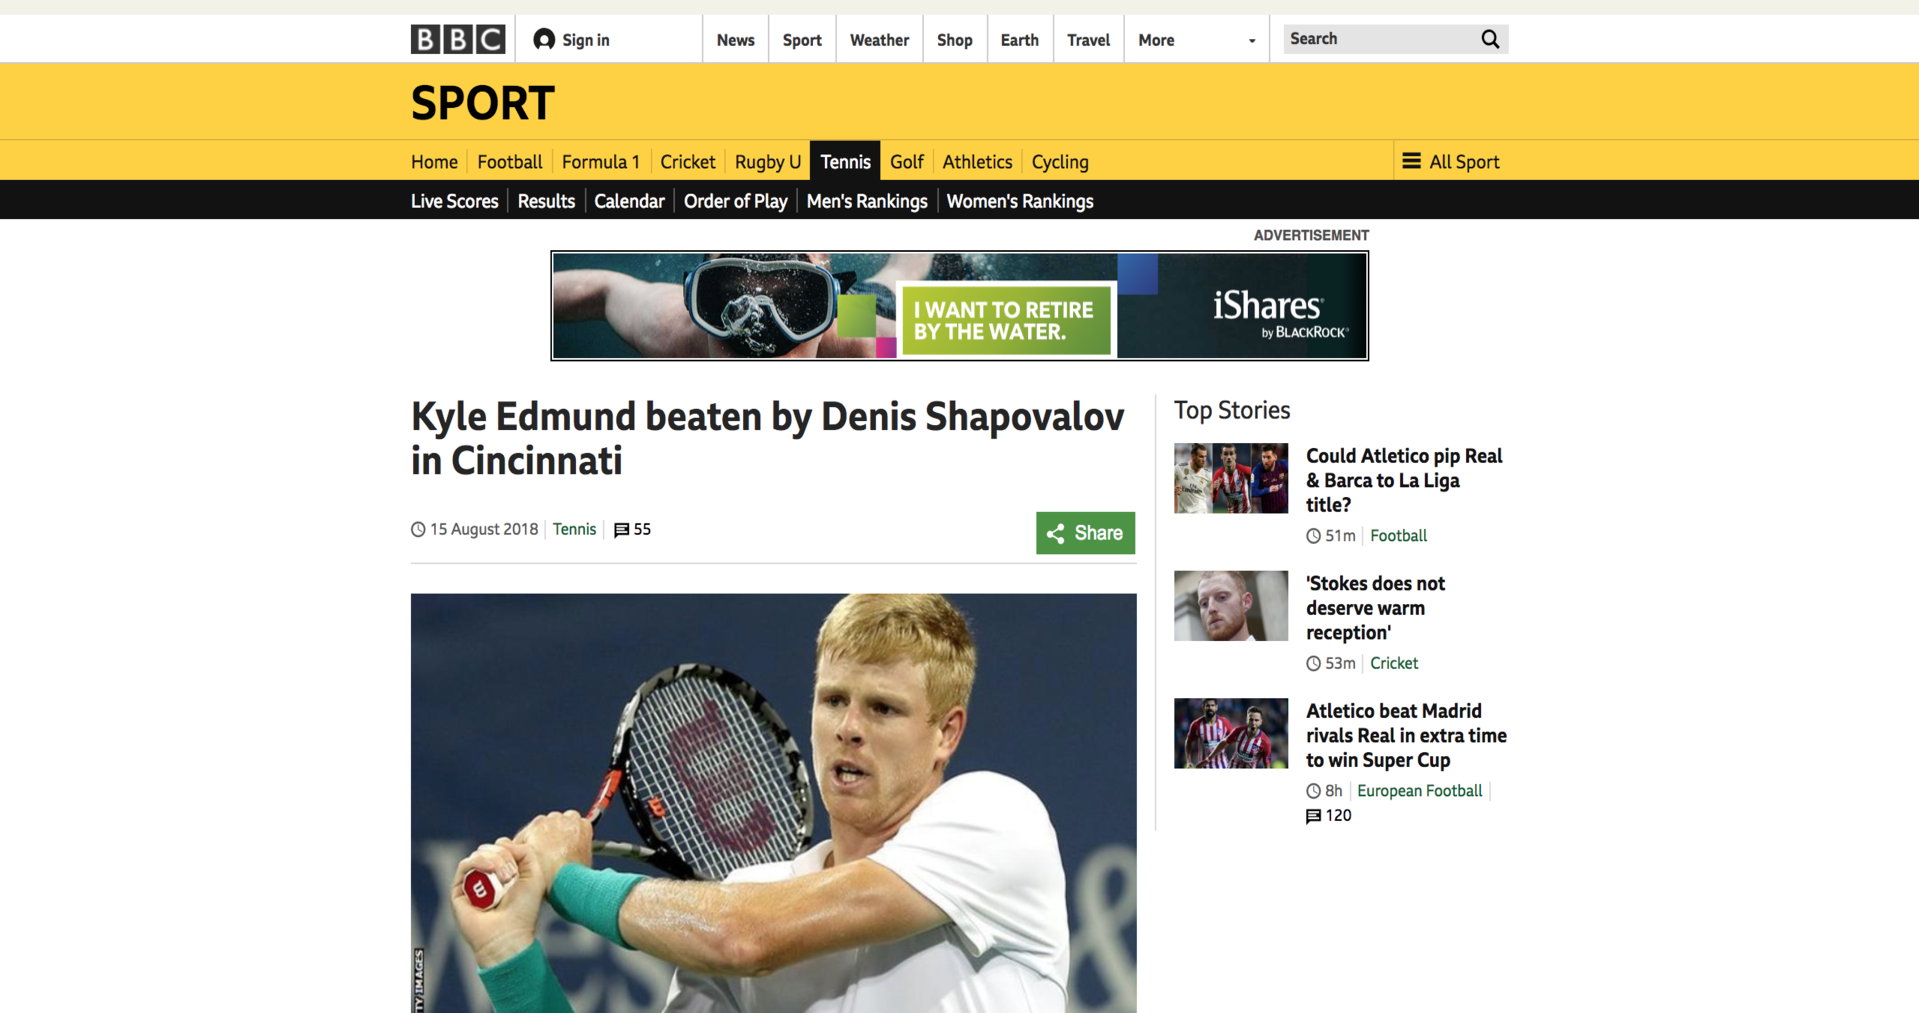 BBC
Sign in
News
Sport
Weather
Shop
Earth
Travel
More
Search
SPORT
Home
Football
Formula 1
Cricket
Rugby U
Tennis
Golf
Athletics
Cycling
All Sport
Live Scores
Results
Calendar
Order of Play
Men's Rankings
Women's Rankings
ADVERTISEMENT
I WANT TO RETIRE
BY THE WATER.
iShares®
by BLACKROCK®
Kyle Edmund beaten by Denis Shapovalov
in Cincinnati
15 August 2018
Tennis
55
Share
Top Stories
Could Atletico pip Real
& Barca to La Liga
title?
51m
Football
'Stokes does not
deserve warm
reception'
53m
Cricket
Atletico beat Madrid
rivals Real in extra time
to win Super Cup
8h
European Football
120
W
W
&
IMAGES